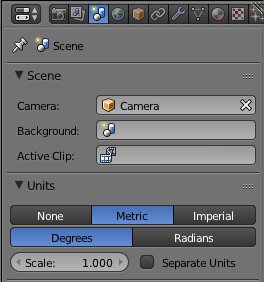 Scene
Scene
Camera: Camera
Background:
Active Clip:
Units
None Metric Imperial
Degrees Radians
Scale: 1.000 Separate Units